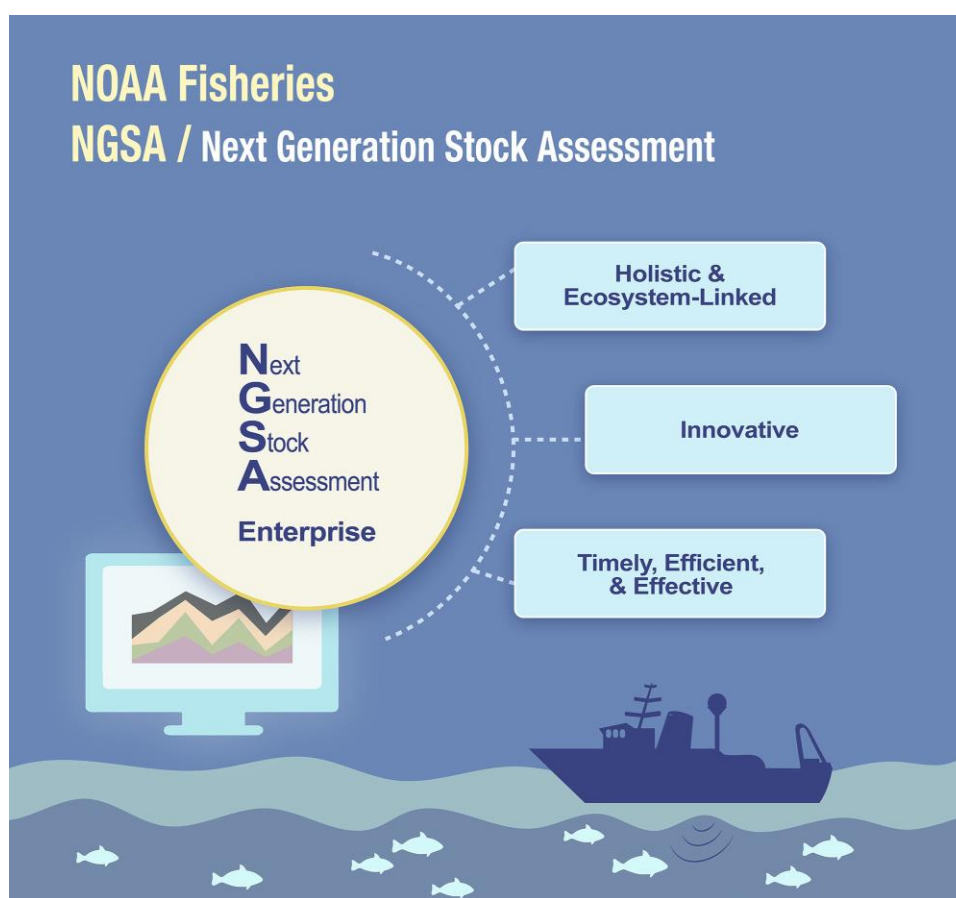 NOAA Fisheries
NGSA / Next Generation Stock Assessment
Next
Generation
Stock
Assessment
Enterprise
Holistic &
Ecosystem-Linked
Innovative
Timely, Efficient,
& Effective